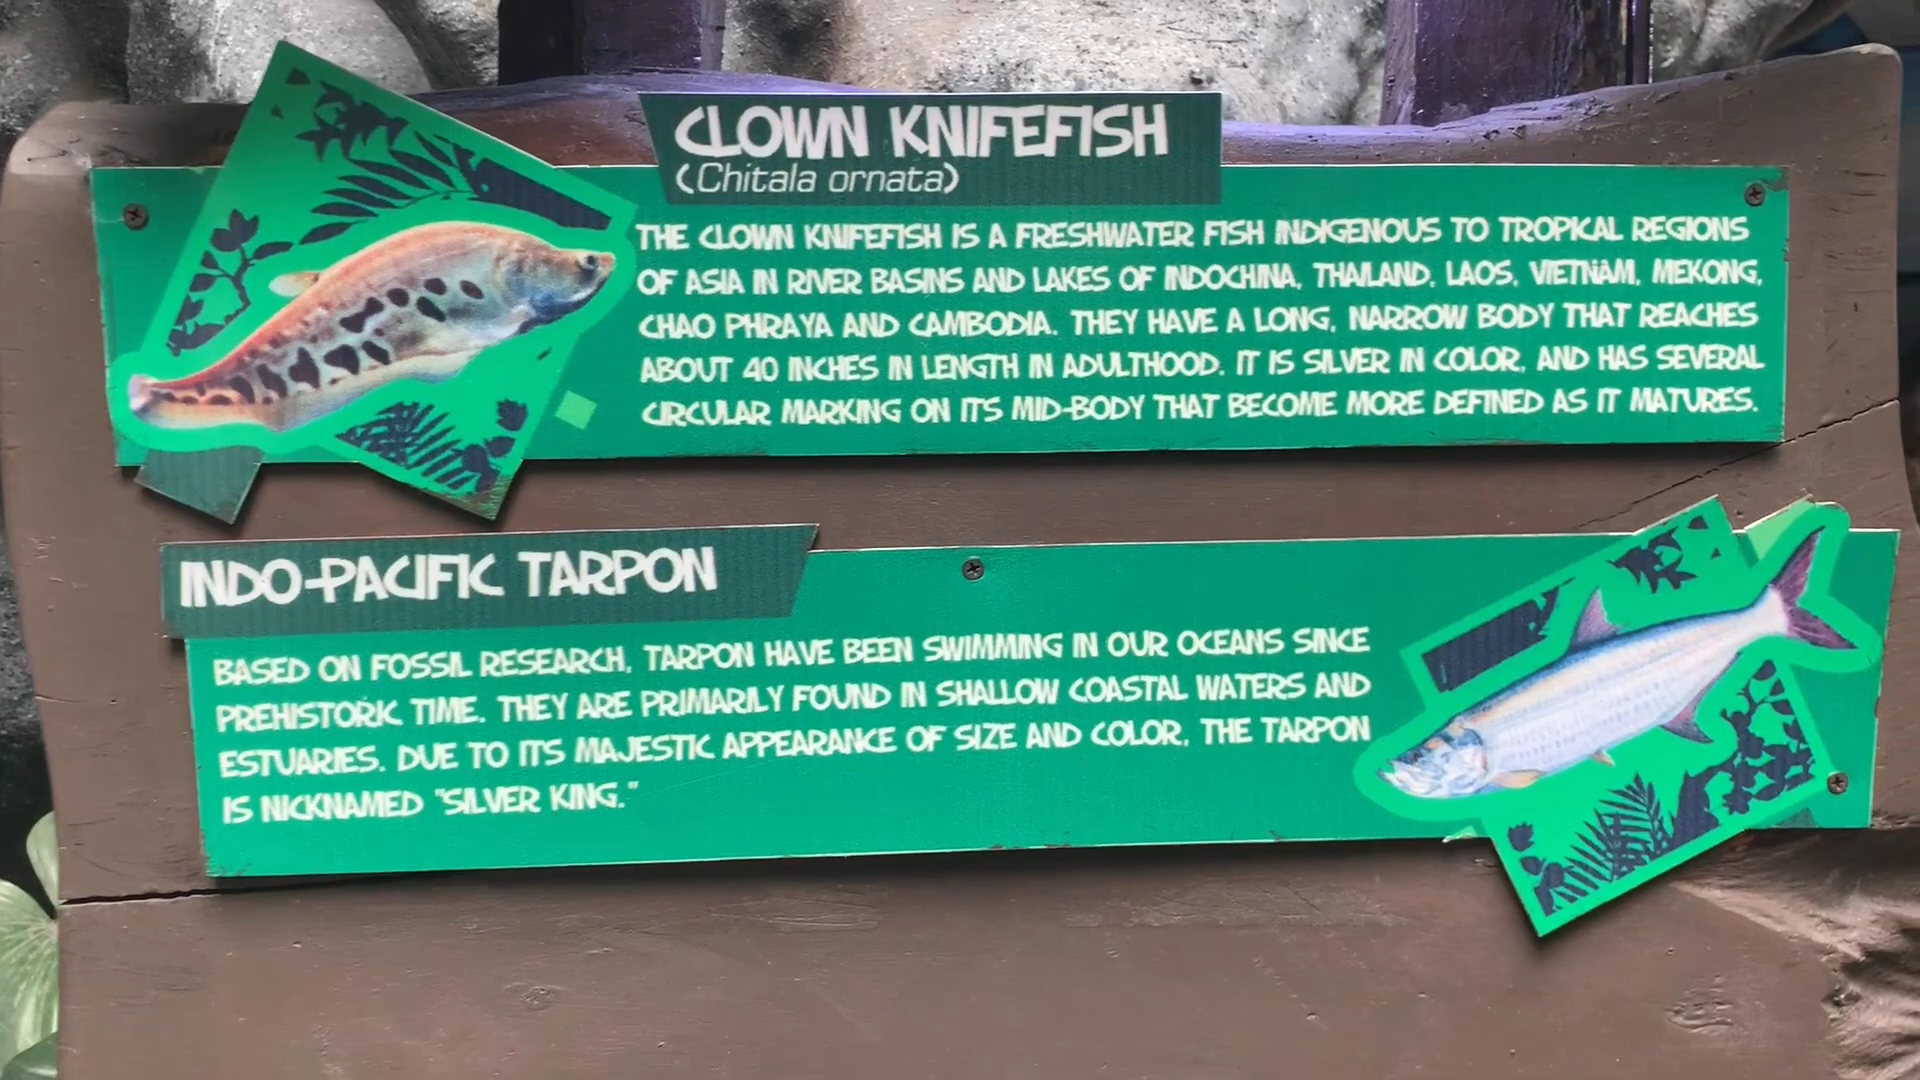 CLOWN KNIFEFISH
(Chitala ornata)
THE CLOWN KNIFEFISH IS A FRESHWATER FISH INDIGENOUS TO TROPICAL REGIONS
OF ASIA IN RIVER BASINS AND LAKES OF INDOCHINA, THAILAND, LAOS, VIETNAM, MEKONG,
CHAO PHRAYA AND CAMBODIA. THEY HAVE A LONG, NARROW BODY THAT REACHES
ABOUT 40 INCHES IN LENGTH IN ADULTHOOD. IT IS SILVER IN COLOR, AND HAS SEVERAL
CIRCULAR MARKING ON ITS MID-BODY THAT BECOME MORE DEFINED AS IT MATURES.
INDO-PACIFIC TARPON
BASED ON FOSSIL RESEARCH, TARPON HAVE BEEN SWIMMING IN OUR OCEANS SINCE
PREHISTORIC TIME. THEY ARE PRIMARILY FOUND IN SHALLOW COASTAL WATERS AND
ESTUARIES. DUE TO ITS MAJESTIC APPEARANCE OF SIZE AND COLOR, THE TARPON
IS NICKNAMED "SILVER KING."